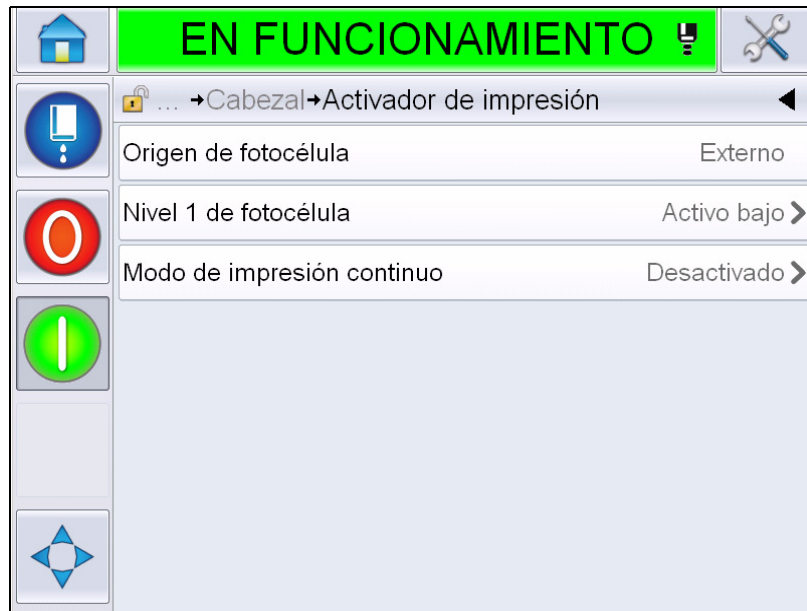 EN FUNCIONAMIENTO
... →Cabezal→Activador de impresión
Origen de fotocélula Externo
Nivel 1 de fotocélula Activo bajo
Modo de impresión continuo Desactivado